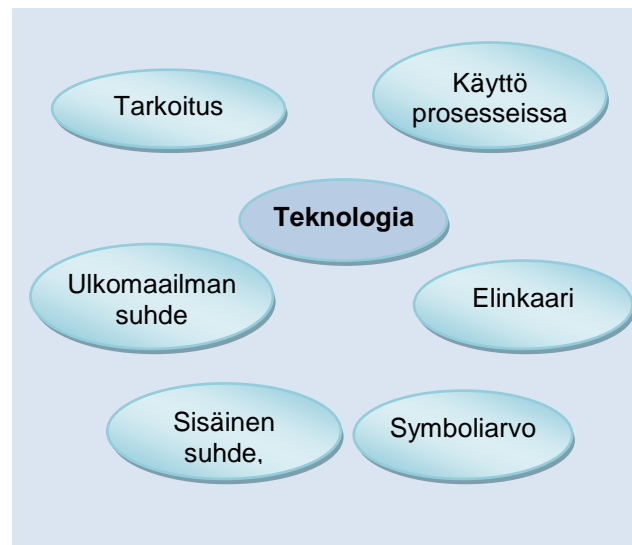 Tarkoitus
Käyttö
prosesseissa
Teknologia
Ulkomaailman
suhde
Elinkaari
Sisäinen
suhde,
Symboliarvo